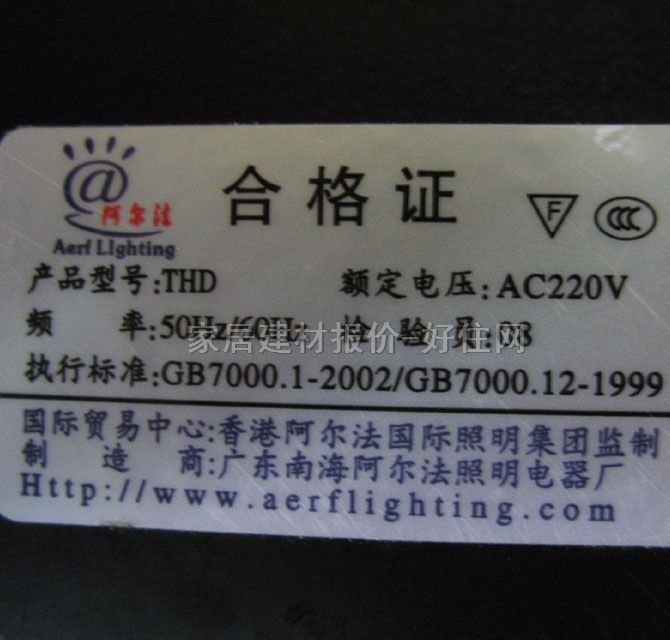 @
阿尔法
Aerf Lighting
合格证
F
CCC
产品型号:THD 额定电压:AC220V
频 率:50Hz/60Hz 检 验 员
家居建材报价-好住网
执行标准:GB7000.1-2002/GB7000.12-1999
国际贸易中心:香港阿尔法国际照明集团监制
制 造 商:广东南海阿尔法照明电器厂
Http://www.aerflighting.com